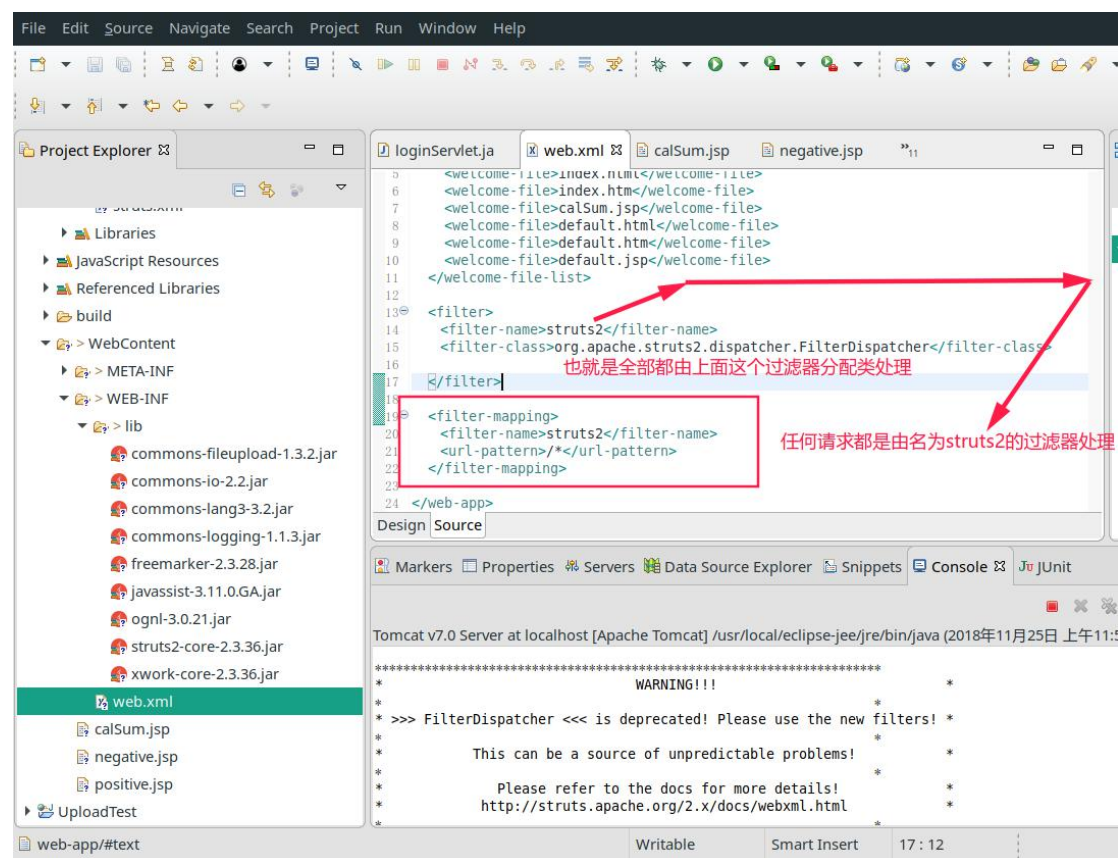 File Edit Source Navigate Search Project Run Window Help
Project Explorer
loginServlet.ja
web.xml
calSum.jsp
negative.jsp
»11
struts.xml
Libraries
JavaScript Resources
Referenced Libraries
build
> WebContent
> META-INF
> WEB-INF
> lib
commons-fileupload-1.3.2.jar
commons-io-2.2.jar
commons-lang3-3.2.jar
commons-logging-1.1.3.jar
freemarker-2.3.28.jar
javassist-3.11.0.GA.jar
ognl-3.0.21.jar
struts2-core-2.3.36.jar
xwork-core-2.3.36.jar
web.xml
calSum.jsp
negative.jsp
positive.jsp
UploadTest
5 <welcome-file>index.html</welcome-file>
6 <welcome-file>index.htm</welcome-file>
7 <welcome-file>calSum.jsp</welcome-file>
8 <welcome-file>default.html</welcome-file>
9 <welcome-file>default.htm</welcome-file>
10 <welcome-file>default.jsp</welcome-file>
11 </welcome-file-list>
12
13 <filter>
14 <filter-name>struts2</filter-name>
15 <filter-class>org.apache.struts2.dispatcher.FilterDispatcher</filter-class>
16
也就是全部都由上面这个过滤器分配类处理
17 </filter>
18
19 <filter-mapping>
20 <filter-name>struts2</filter-name>
任何请求都是由名为struts2的过滤器处理
21 <url-pattern>/*</url-pattern>
22 </filter-mapping>
23
24 </web-app>
Design Source
Markers Properties Servers Data Source Explorer Snippets Console JUnit
Tomcat v7.0 Server at localhost [Apache Tomcat] /usr/local/eclipse-jee/jre/bin/java (2018年11月25日 上午11:5
***********************************************************************
* WARNING!!! *
* *
* >>> FilterDispatcher <<< is deprecated! Please use the new filters! *
* *
* This can be a source of unpredictable problems! *
* *
* Please refer to the docs for more details! *
* http://struts.apache.org/2.x/docs/webxml.html *
* *
web-app/#text
Writable
Smart Insert
17 : 12